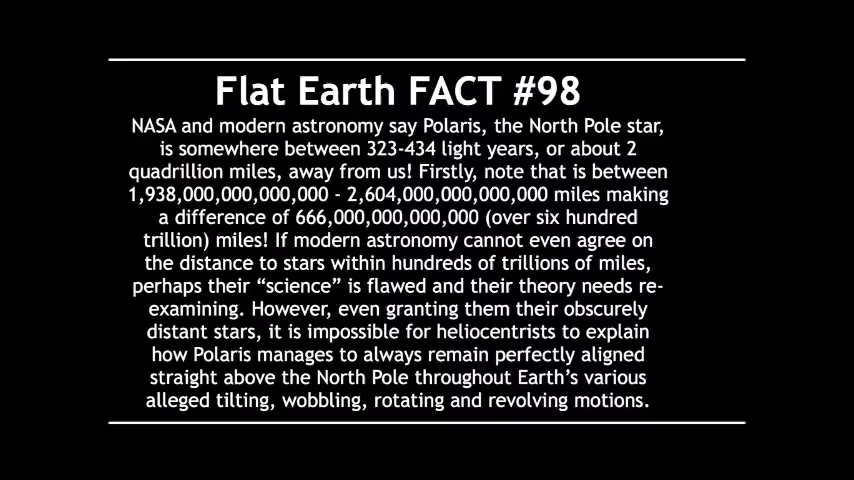 Flat Earth FACT #98
NASA and modern astronomy say Polaris, the North Pole star,
is somewhere between 323-434 light years, or about 2
quadrillion miles, away from us! Firstly, note that is between
1,938,000,000,000,000 - 2,604,000,000,000,000 miles making
a difference of 666,000,000,000,000 (over six hundred
trillion) miles! If modern astronomy cannot even agree on
the distance to stars within hundreds of trillions of miles,
perhaps their “science” is flawed and their theory needs re-
examining. However, even granting them their obscurely
distant stars, it is impossible for heliocentrists to explain
how Polaris manages to always remain perfectly aligned
straight above the North Pole throughout Earth’s various
alleged tilting, wobbling, rotating and revolving motions.